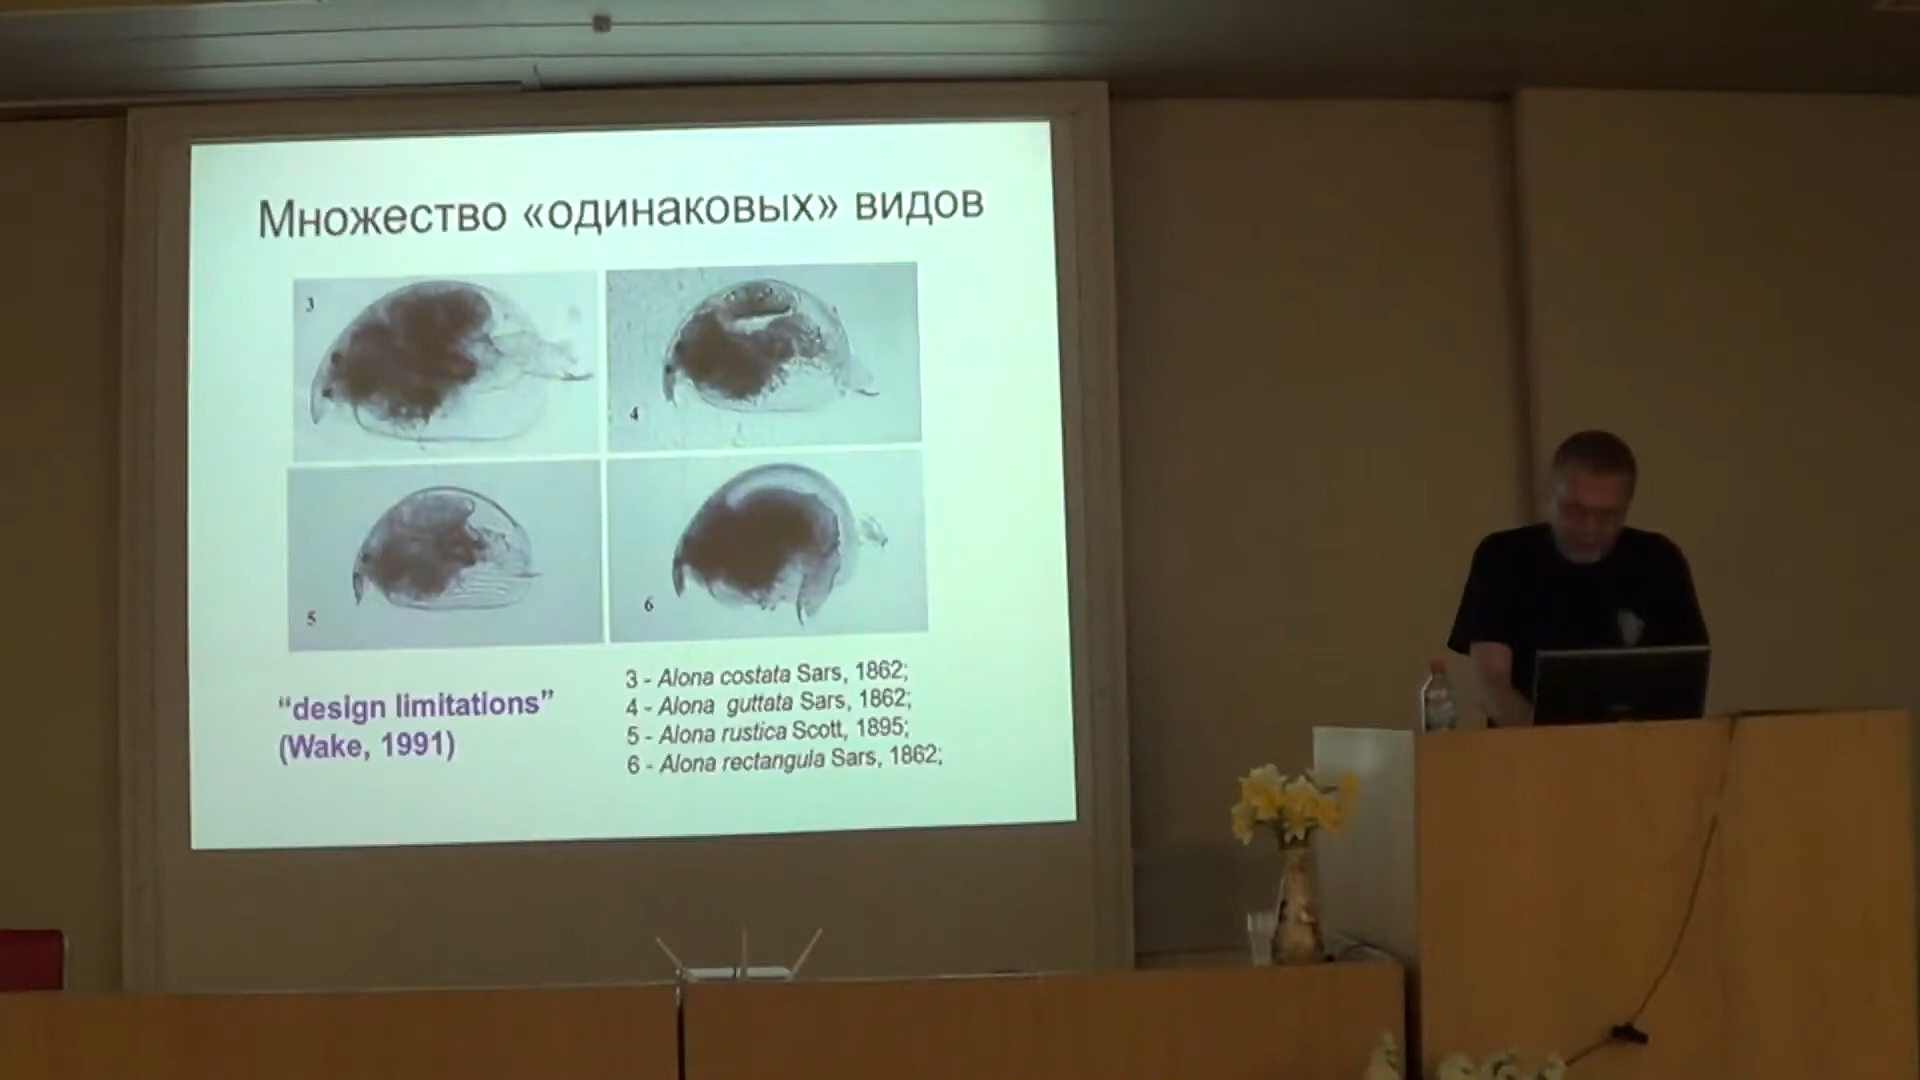 Множество «одинаковых» видов
3
4
5
6
“design limitations”
(Wake, 1991)
3 - Alona costata Sars, 1862;
4 - Alona guttata Sars, 1862;
5 - Alona rustica Scott, 1895;
6 - Alona rectangula Sars, 1862;